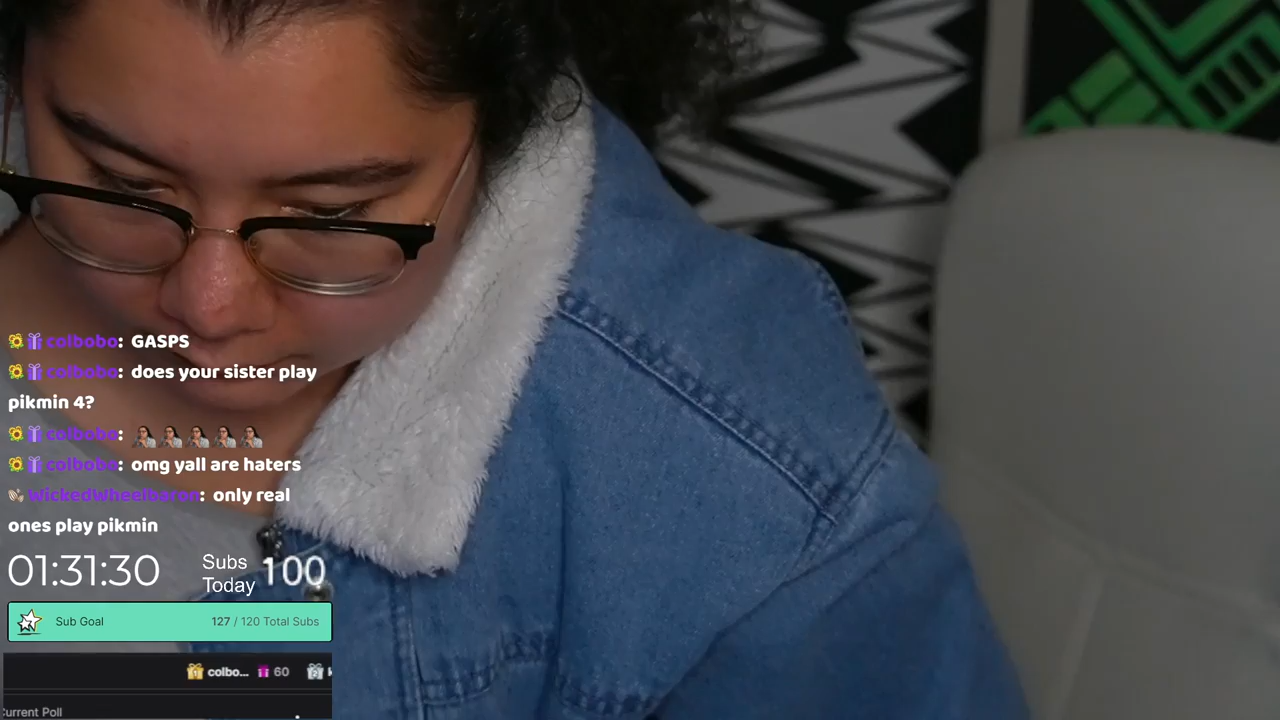 colbobo: GASPS
colbobo: does your sister play
pikmin 4?
colbobo:
colbobo: omg yall are haters
WickedWheelbaron: only real
ones play pikmin
01:31:30 Subs Today 100
Sub Goal 127 / 120 Total Subs
colbo... 60
Current Poll